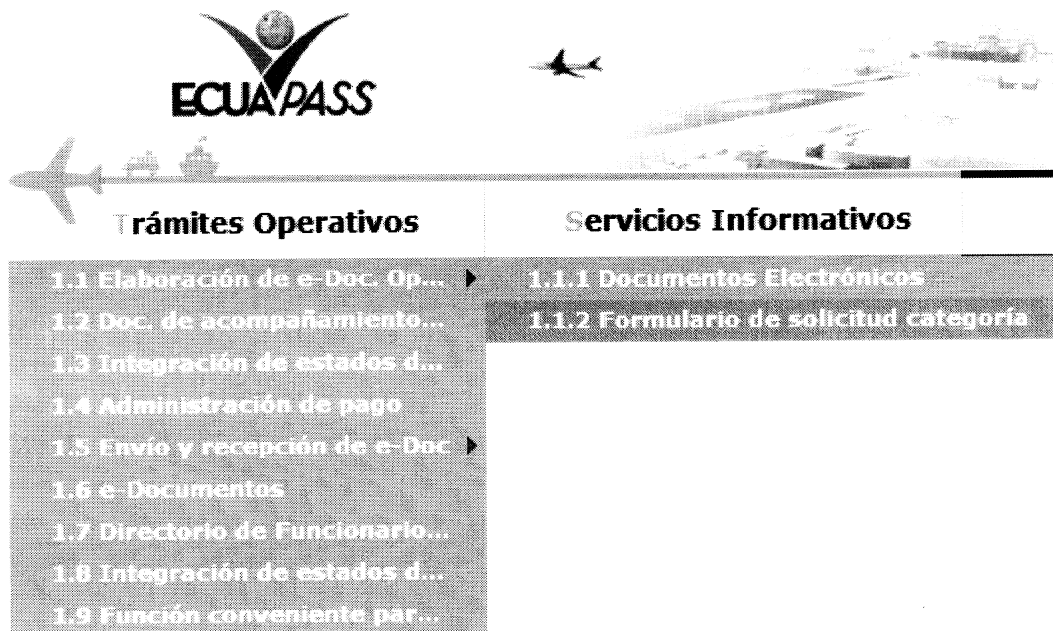 ECUAPASS
Trámites Operativos
Servicios Informativos
1.1 Elaboración de e-Doc. Op...
1.1.1 Documentos Electrónicos
1.2 Doc. de acompañamiento...
1.1.2 Formulario de solicitud categoría
1.3 Integración de estados d...
1.4 Administración de pago
1.5 Envío y recepción de e-Doc
1.6 e-Documentos
1.7 Directorio de Funcionario...
1.8 Integración de estados d...
1.9 Función conveniente par...